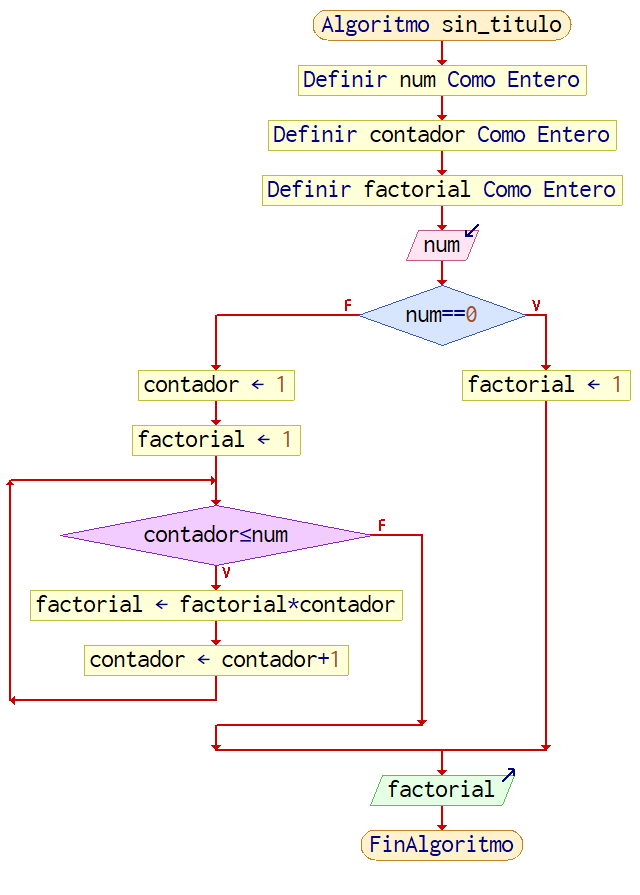 Algoritmo sin_titulo
Definir num Como Entero
Definir contador Como Entero
Definir factorial Como Entero
num
num==0
F
V
contador ← 1
factorial ← 1
factorial ← 1
contador≤num
F
V
factorial ← factorial*contador
contador ← contador+1
factorial
FinAlgoritmo